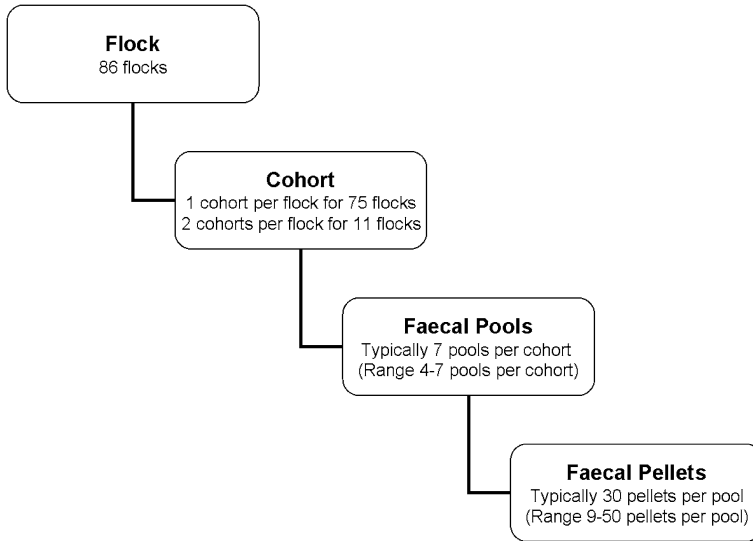 Flock
86 flocks
Cohort
1 cohort per flock for 75 flocks
2 cohorts per flock for 11 flocks
Faecal Pools
Typically 7 pools per cohort
(Range 4-7 pools per cohort)
Faecal Pellets
Typically 30 pellets per pool
(Range 9-50 pellets per pool)